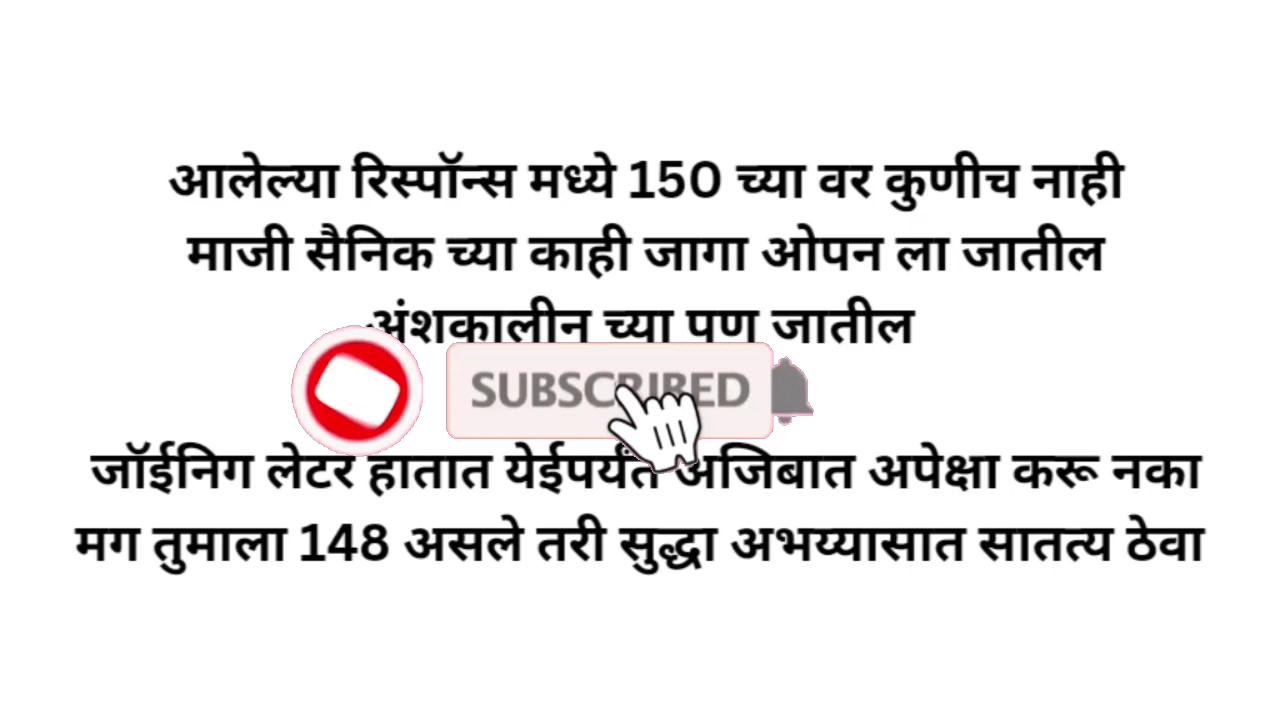 आलेल्या रिस्पॉन्स मध्ये 150 च्या वर कुणीच नाही
माजी सैनिक च्या काही जागा ओपन ला जातील
अंशकालीन च्या पण जातील
SUBSCRIBED
जॉईनिग लेटर हातात येईपर्यंत अजिबात अपेक्षा करू नका
मग तुमाला 148 असले तरी सुद्धा अभय्यासात सातत्य ठेवा